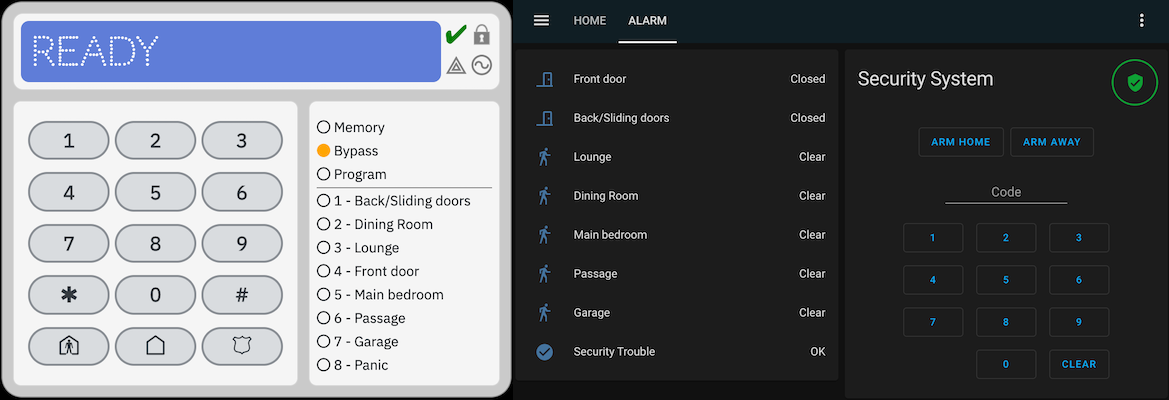 READY
1 2 3
4 5 6
7 8 9
* 0 #
Memory
Bypass
Program
1 - Back/Sliding doors
2 - Dining Room
3 - Lounge
4 - Front door
5 - Main bedroom
6 - Passage
7 - Garage
8 - Panic
HOME ALARM
Front door Closed
Back/Sliding doors Closed
Lounge Clear
Dining Room Clear
Main bedroom Clear
Passage Clear
Garage Clear
Security Trouble OK
Security System
ARM HOME ARM AWAY
Code
1 2 3
4 5 6
7 8 9
0 CLEAR